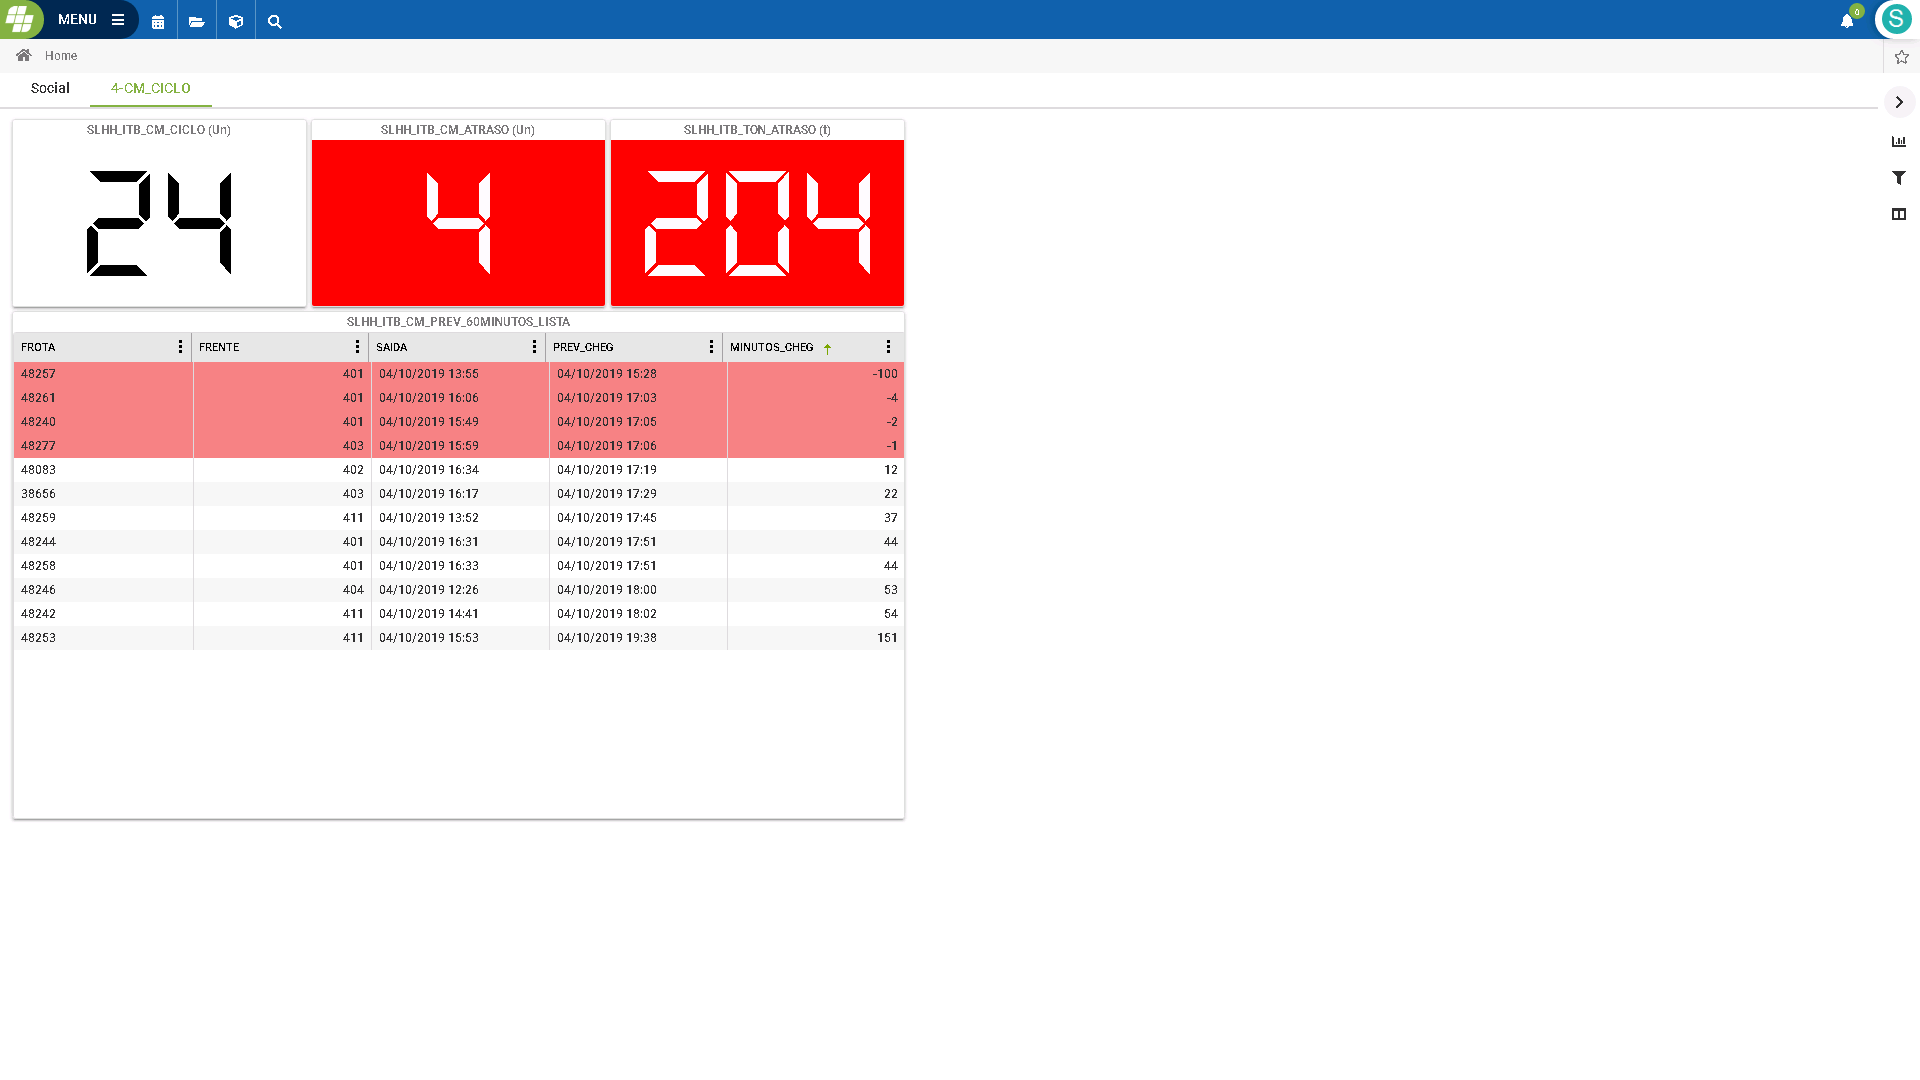 MENU
0
S
Home
Social 4-CM_CICLO
SLHH_ITB_CM_CICLO (Un) SLHH_ITB_CM_ATRASO (Un) SLHH_ITB_TON_ATRASO (t)
24 4 204
SLHH_ITB_CM_PREV_60MINUTOS_LISTA
FROTA FRENTE SAIDA PREV_CHEG MINUTOS_CHEG
48257 401 04/10/2019 13:55 04/10/2019 15:28 -100
48261 401 04/10/2019 16:06 04/10/2019 17:03 -4
48240 401 04/10/2019 15:49 04/10/2019 17:05 -2
48277 403 04/10/2019 15:59 04/10/2019 17:06 -1
48083 402 04/10/2019 16:34 04/10/2019 17:19 12
38656 403 04/10/2019 16:17 04/10/2019 17:29 22
48259 411 04/10/2019 13:52 04/10/2019 17:45 37
48244 401 04/10/2019 16:31 04/10/2019 17:51 44
48258 401 04/10/2019 16:33 04/10/2019 17:51 44
48246 404 04/10/2019 12:26 04/10/2019 18:00 53
48242 411 04/10/2019 14:41 04/10/2019 18:02 54
48253 411 04/10/2019 15:53 04/10/2019 19:38 151